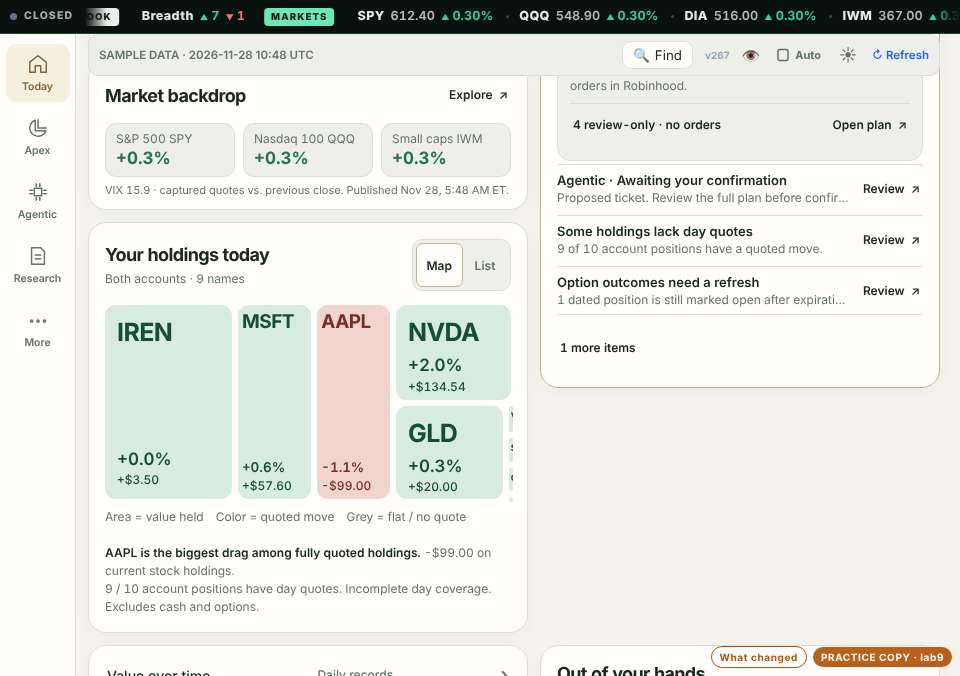 CLOSED
OOK
Breadth ▲ 7 ▼ 1
MARKETS
SPY 612.40 ▲ 0.30% · QQQ 548.90 ▲ 0.30% · DIA 516.00 ▲ 0.30% · IWM 367.00 ▲ 0.3
SAMPLE DATA · 2026-11-28 10:48 UTC
Find
v267
Auto
Refresh
Today
Apex
Agentic
Research
More
Market backdrop
Explore ↗
S&P 500 SPY
+0.3%
Nasdaq 100 QQQ
+0.3%
Small caps IWM
+0.3%
VIX 15.9 · captured quotes vs. previous close. Published Nov 28, 5:48 AM ET.
Your holdings today
Both accounts · 9 names
Map
List
IREN
+0.0%
+$3.50
MSFT
+0.6%
+$57.60
AAPL
-1.1%
-$99.00
NVDA
+2.0%
+$134.54
GLD
+0.3%
+$20.00
Area = value held Color = quoted move Grey = flat / no quote
AAPL is the biggest drag among fully quoted holdings. -$99.00 on
current stock holdings.
9 / 10 account positions have day quotes. Incomplete day coverage.
Excludes cash and options.
Value over time
Daily records
orders in Robinhood.
4 review-only · no orders
Open plan ↗
Agentic · Awaiting your confirmation
Proposed ticket. Review the full plan before confir...
Review ↗
Some holdings lack day quotes
9 of 10 account positions have a quoted move.
Review ↗
Option outcomes need a refresh
1 dated position is still marked open after expirati...
Review ↗
1 more items
Out of your hands
What changed
PRACTICE COPY · lab9